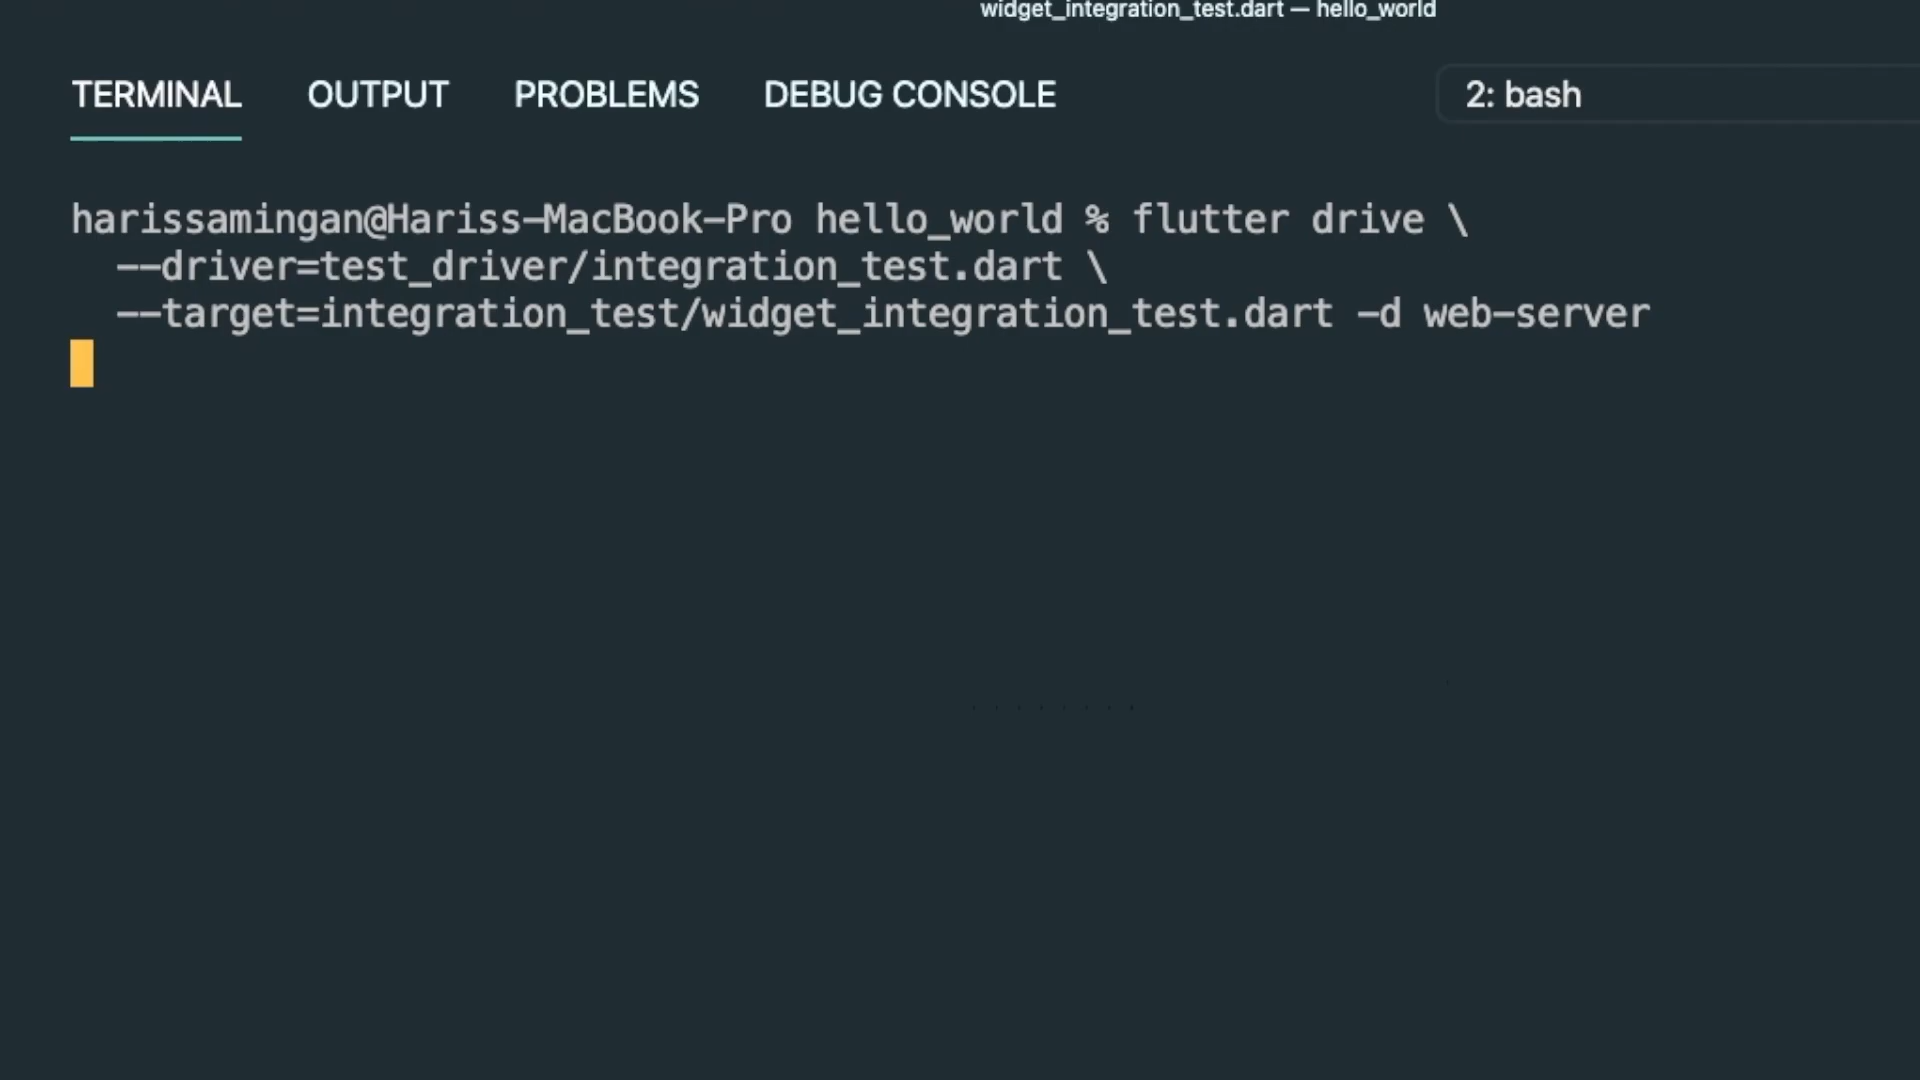 widget_integration_test.dart — hello_world
TERMINAL OUTPUT PROBLEMS DEBUG CONSOLE 2: bash
harissamingan@Hariss-MacBook-Pro hello_world % flutter drive \
--driver=test_driver/integration_test.dart \
--target=integration_test/widget_integration_test.dart -d web-server